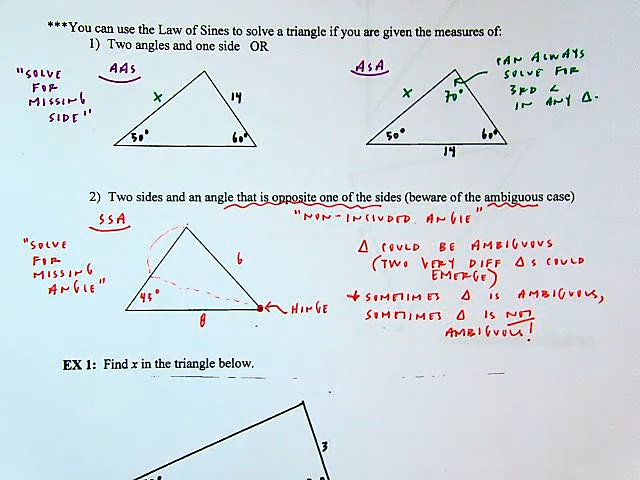 ***You can use the Law of Sines to solve a triangle if you are given the measures of:
1) Two angles and one side OR
"SOLVE
FOR
MISSING
SIDE"
AAS
X
14
50°
60°
ASA
X
70°
50°
60°
14
CAN ALWAYS
SOLVE FOR
3RD <
IN ANY Δ.
2) Two sides and an angle that is opposite one of the sides (beware of the ambiguous case)
SSA
"NON-INCLUDED ANGLE"
"SOLVE
FOR
MISSING
ANGLE"
6
45°
8
HINGE
Δ COULD BE AMBIGUOUS
(TWO VERY DIFF Δs COULD
EMERGE)
* SOMETIMES Δ IS AMBIGUOUS,
SOMETIMES Δ IS NOT
AMBIGUOUS!
EX 1: Find x in the triangle below.
3